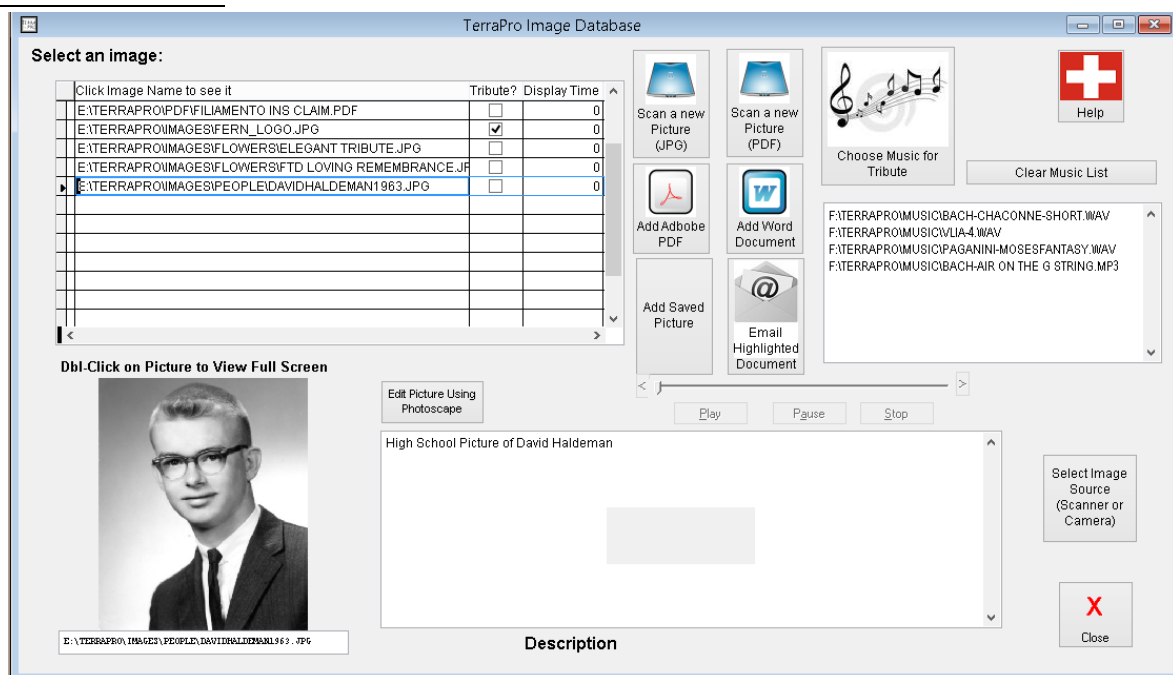 TerraPro Image Database
Select an image:
Click Image Name to see it Tribute? Display Time
E:\TERRAPRO\PDF\FILIAMENTO INS CLAIM.PDF 0
E:\TERRAPRO\IMAGES\FERN_LOGO.JPG 0
E:\TERRAPRO\IMAGES\FLOWERS\ELEGANT TRIBUTE.JPG 0
E:\TERRAPRO\IMAGES\FLOWERS\FTD LOVING REMEMBRANCE.JF 0
E:\TERRAPRO\IMAGES\PEOPLE\DAVIDHALDEMAN1963.JPG 0
Scan a new
Picture
(JPG)
Scan a new
Picture
(PDF)
Choose Music for
Tribute
Help
Clear Music List
Add Adbobe
PDF
W
Add Word
Document
F:\TERRAPRO\MUSIC\BACH-CHACONNE-SHORT.WAV
F:\TERRAPRO\MUSIC\VLIA-4.WAV
F:\TERRAPRO\MUSIC\PAGANINI-MOSESFANTASY.WAV
F:\TERRAPRO\MUSIC\BACH-AIR ON THE G STRING.MP3
Add Saved
Picture
@
Email
Highlighted
Document
Dbl-Click on Picture to View Full Screen
Edit Picture Using
Photoscape
Play Pause Stop
High School Picture of David Haldeman
Select Image
Source
(Scanner or
Camera)
X
Close
E:\TERRAPRO\IMAGES\PEOPLE\DAVIDHALDEMAN1963.JPG
Description